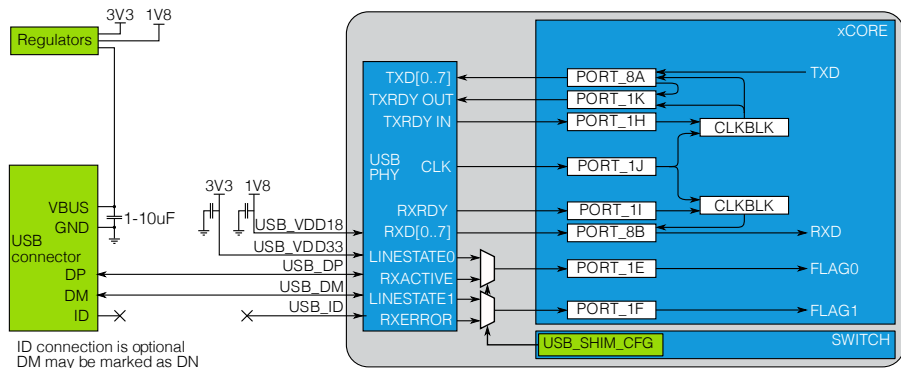 3V3
1V8
Regulators
xCORE
TXD[0..7]
PORT_8A
TXD
TXRDY OUT
PORT_1K
TXRDY IN
PORT_1H
CLKBLK
USB
PHY
CLK
PORT_1J
3V3
1V8
VBUS
1-10uF
GND
USB
connector
USB_VDD18
RXRDY
PORT_1I
CLKBLK
USB_VDD33
RXD[0..7]
PORT_8B
RXD
DP
USB_DP
LINESTATE0
PORT_1E
FLAG0
RXACTIVE
DM
USB_DM
LINESTATE1
ID
USB_ID
RXERROR
PORT_1F
FLAG1
USB_SHIM_CFG
SWITCH
ID connection is optional
DM may be marked as DN